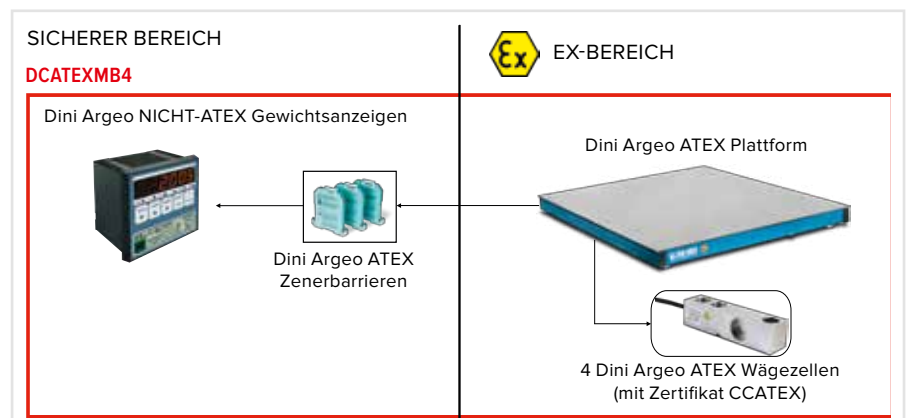 SICHERER BEREICH
DCATEXMB4
Dini Argeo NICHT-ATEX Gewichtsanzeigen
Dini Argeo ATEX
Zenerbarrieren
Ex
EX-BEREICH
Dini Argeo ATEX Plattform
4 Dini Argeo ATEX Wägezellen
(mit Zertifikat CCATEX)